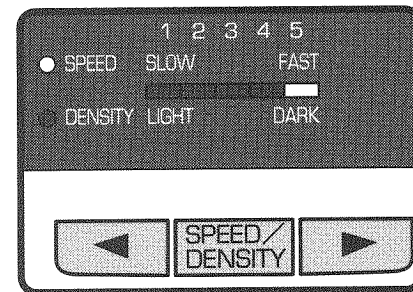 1 2 3 4 5
SPEED SLOW FAST
DENSITY LIGHT DARK
SPEED/
DENSITY